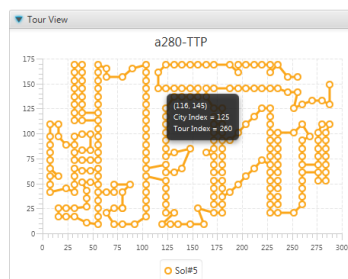 Tour View
a280-TTP
175
150
125
100
75
50
25
0
(116, 145)
City Index = 125
Tour Index = 260
0 25 50 75 100 125 150 175 200 225 250 275 300
Sol#5